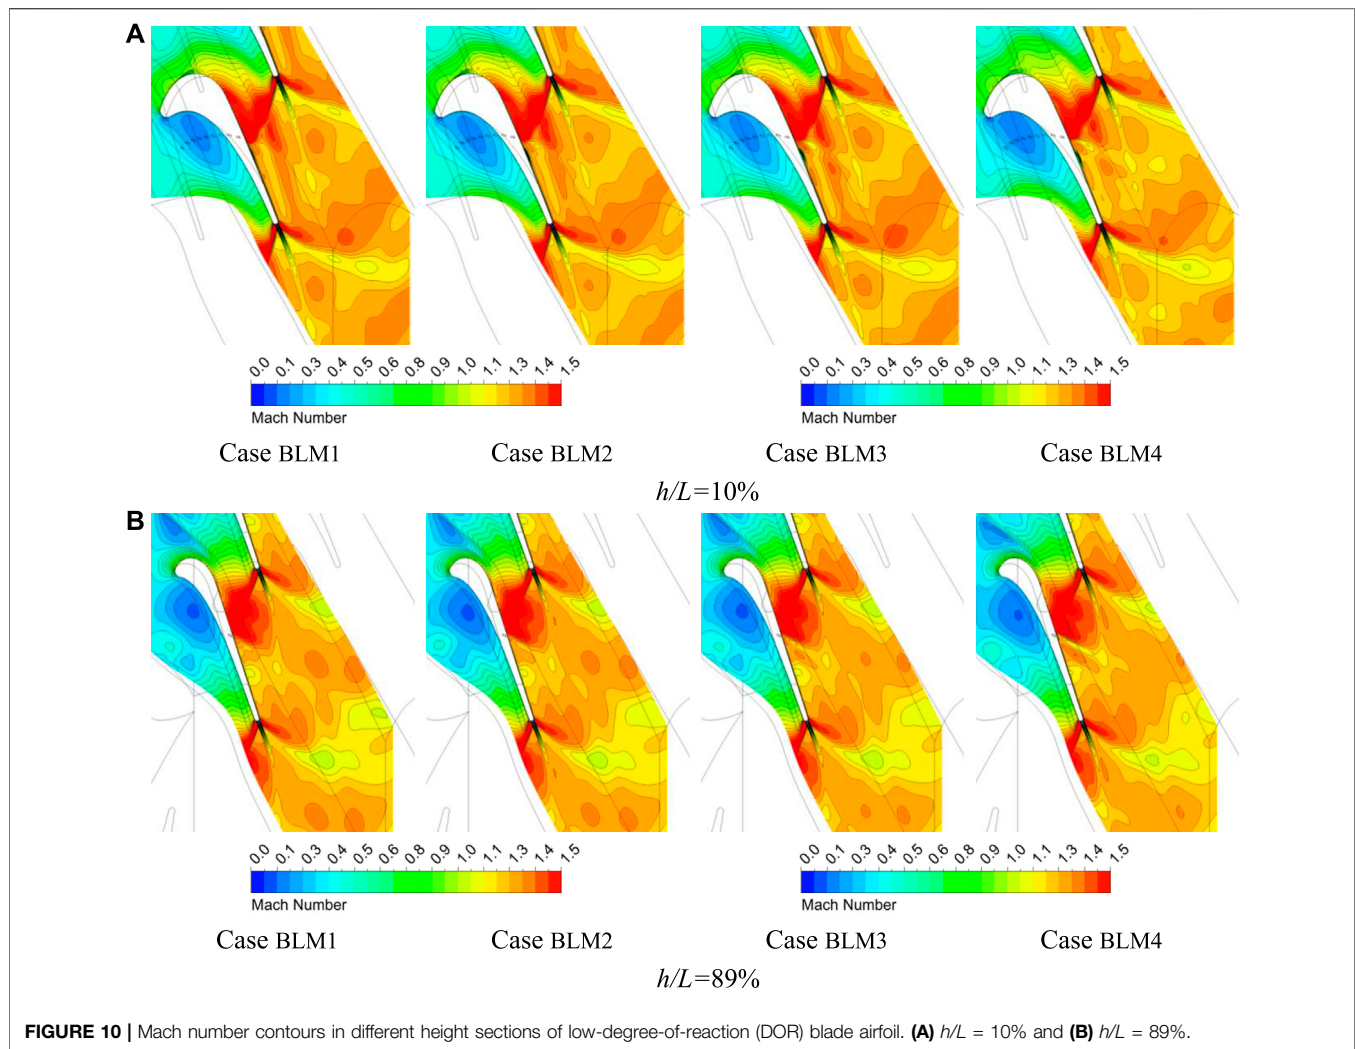 A
0.0 0.1 0.3 0.4 0.5 0.6 0.8 0.9 1.0 1.1 1.3 1.4 1.5 0.0 0.1 0.3 0.4 0.5 0.6 0.8 0.9 1.0 1.1 1.3 1.4 1.5
Mach Number Mach Number
Case BLM1 Case BLM2 Case BLM3 Case BLM4
h/L=10%
B
0.0 0.1 0.3 0.4 0.5 0.6 0.8 0.9 1.0 1.1 1.3 1.4 1.5 0.0 0.1 0.3 0.4 0.5 0.6 0.8 0.9 1.0 1.1 1.3 1.4 1.5
Mach Number Mach Number
Case BLM1 Case BLM2 Case BLM3 Case BLM4
h/L=89%
FIGURE 10 | Mach number contours in different height sections of low-degree-of-reaction (DOR) blade airfoil. (A) h/L = 10% and (B) h/L = 89%.